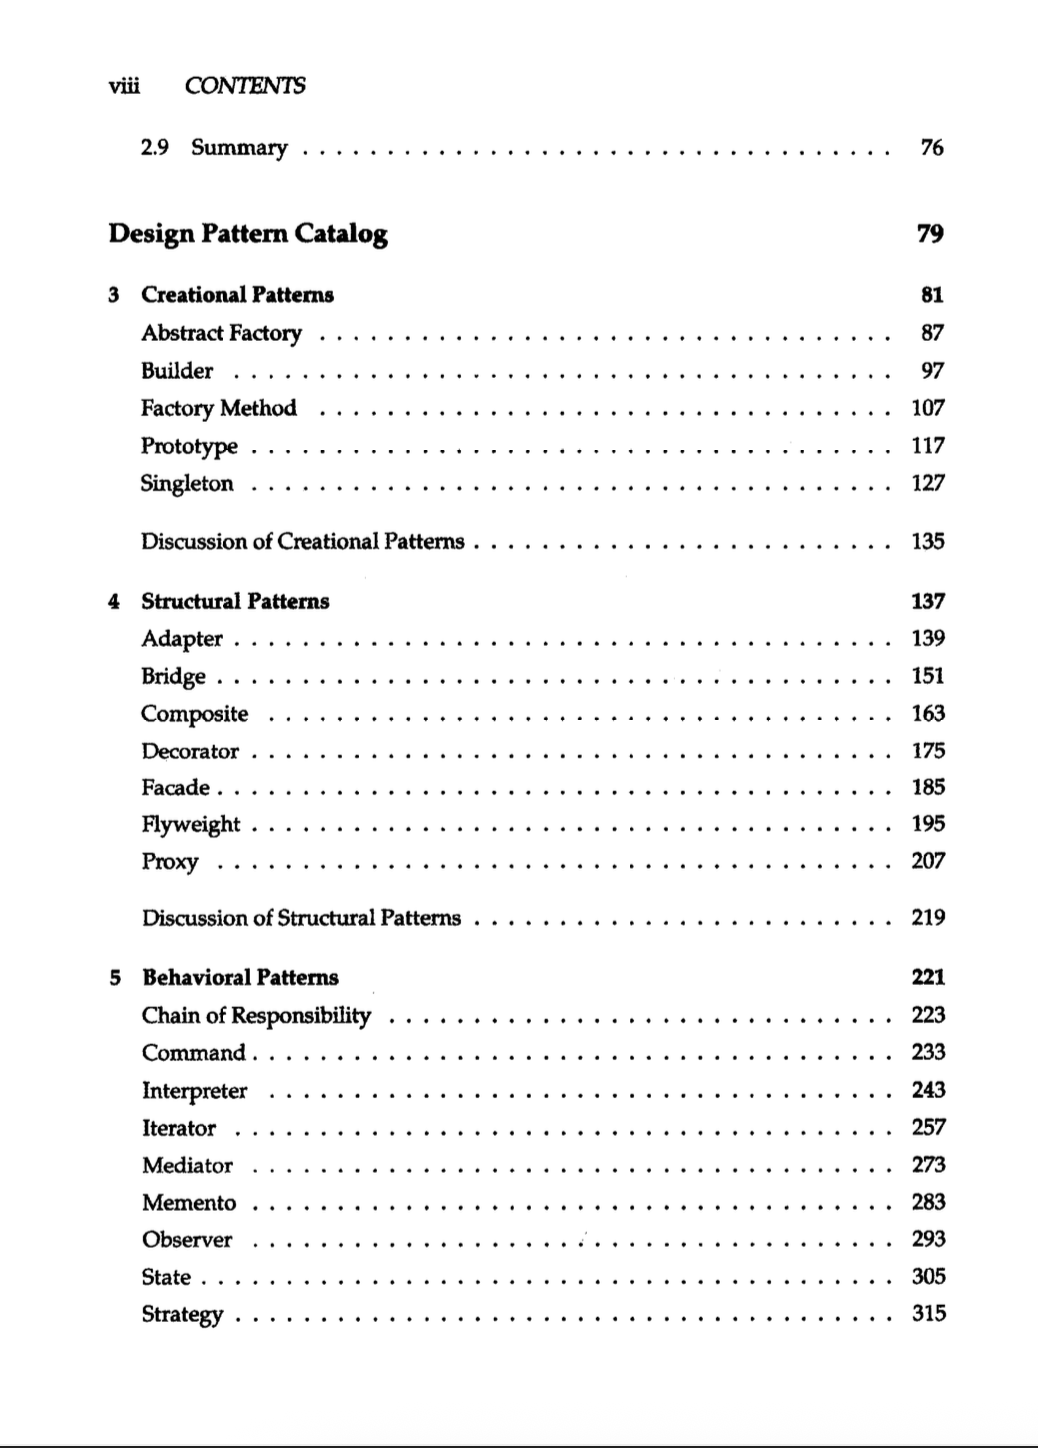 viii CONTENTS
2.9 Summary . . . . . . . . . . . . . . . . . . . . . . . . . . . . . . . . . . . 76
Design Pattern Catalog 79
3 Creational Patterns 81
Abstract Factory . . . . . . . . . . . . . . . . . . . . . . . . . . . . . . . . . . 87
Builder . . . . . . . . . . . . . . . . . . . . . . . . . . . . . . . . . . . . . . . 97
Factory Method . . . . . . . . . . . . . . . . . . . . . . . . . . . . . . . . . . 107
Prototype . . . . . . . . . . . . . . . . . . . . . . . . . . . . . . . . . . . . . . 117
Singleton . . . . . . . . . . . . . . . . . . . . . . . . . . . . . . . . . . . . . . 127
Discussion of Creational Patterns . . . . . . . . . . . . . . . . . . . . . . . . . 135
4 Structural Patterns 137
Adapter . . . . . . . . . . . . . . . . . . . . . . . . . . . . . . . . . . . . . . . 139
Bridge . . . . . . . . . . . . . . . . . . . . . . . . . . . . . . . . . . . . . . . . 151
Composite . . . . . . . . . . . . . . . . . . . . . . . . . . . . . . . . . . . . . 163
Decorator . . . . . . . . . . . . . . . . . . . . . . . . . . . . . . . . . . . . . . 175
Facade . . . . . . . . . . . . . . . . . . . . . . . . . . . . . . . . . . . . . . . . 185
Flyweight . . . . . . . . . . . . . . . . . . . . . . . . . . . . . . . . . . . . . . 195
Proxy . . . . . . . . . . . . . . . . . . . . . . . . . . . . . . . . . . . . . . . . 207
Discussion of Structural Patterns . . . . . . . . . . . . . . . . . . . . . . . . . 219
5 Behavioral Patterns 221
Chain of Responsibility . . . . . . . . . . . . . . . . . . . . . . . . . . . . . . 223
Command . . . . . . . . . . . . . . . . . . . . . . . . . . . . . . . . . . . . . . 233
Interpreter . . . . . . . . . . . . . . . . . . . . . . . . . . . . . . . . . . . . . 243
Iterator . . . . . . . . . . . . . . . . . . . . . . . . . . . . . . . . . . . . . . . 257
Mediator . . . . . . . . . . . . . . . . . . . . . . . . . . . . . . . . . . . . . . 273
Memento . . . . . . . . . . . . . . . . . . . . . . . . . . . . . . . . . . . . . . 283
Observer . . . . . . . . . . . . . . . . . . . . . . . . . . . . . . . . . . . . . . 293
State . . . . . . . . . . . . . . . . . . . . . . . . . . . . . . . . . . . . . . . . . 305
Strategy . . . . . . . . . . . . . . . . . . . . . . . . . . . . . . . . . . . . . . . 315